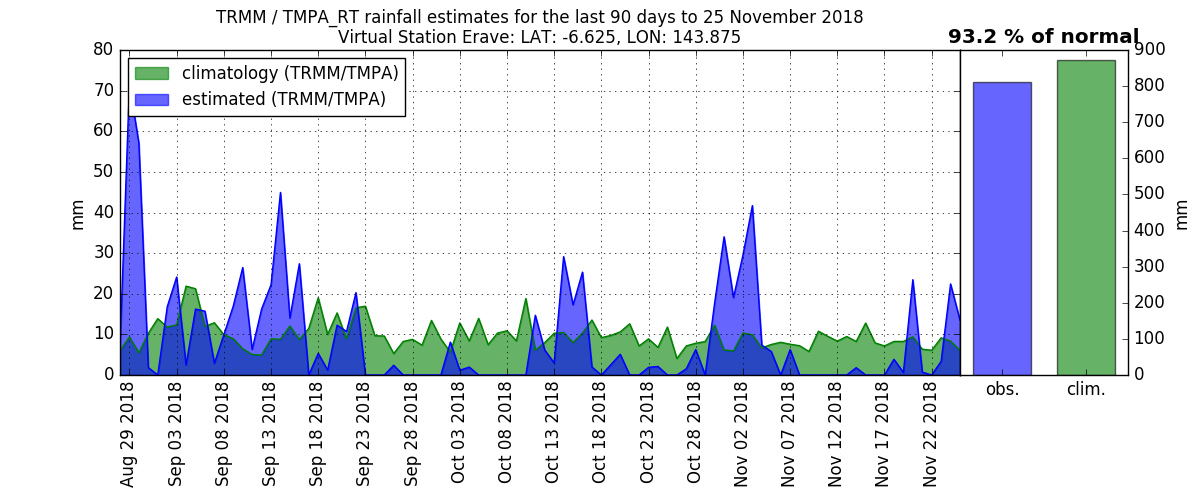 TRMM / TMPA_RT rainfall estimates for the last 90 days to 25 November 2018
Virtual Station Erave: LAT: -6.625, LON: 143.875
93.2 % of normal
climatology (TRMM/TMPA)
estimated (TRMM/TMPA)
mm
80
70
60
50
40
30
20
10
0
Aug 29 2018
Sep 03 2018
Sep 08 2018
Sep 13 2018
Sep 18 2018
Sep 23 2018
Sep 28 2018
Oct 03 2018
Oct 08 2018
Oct 13 2018
Oct 18 2018
Oct 23 2018
Oct 28 2018
Nov 02 2018
Nov 07 2018
Nov 12 2018
Nov 17 2018
Nov 22 2018
obs.
clim.
900
800
700
600
500
400
300
200
100
0
mm